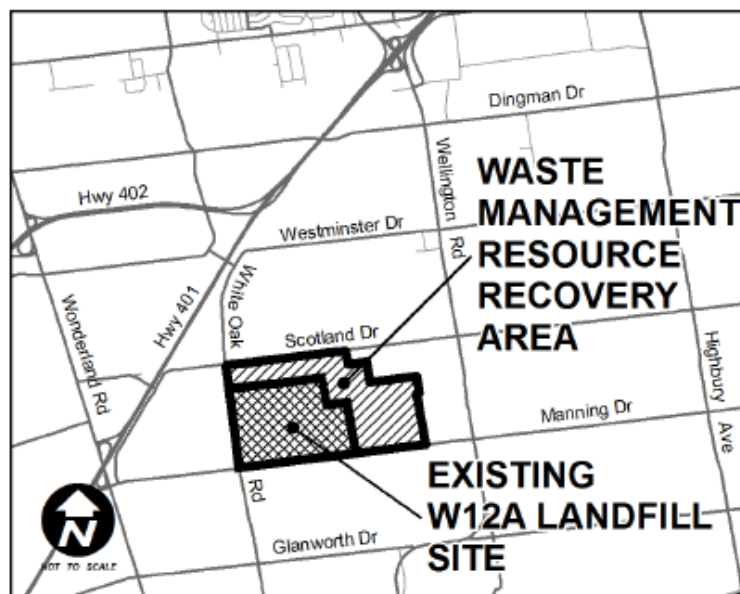 Dingman Dr
Wellington
Rd
Hwy 402
WASTE
MANAGEMENT
RESOURCE
RECOVERY
AREA
Westminster Dr
White Oak
Rd
Wonderland Rd
Hwy 401
Scotland Dr
Highbury
Ave
Manning Dr
EXISTING
W12A LANDFILL
SITE
Glanworth Dr
N
NOT TO SCALE